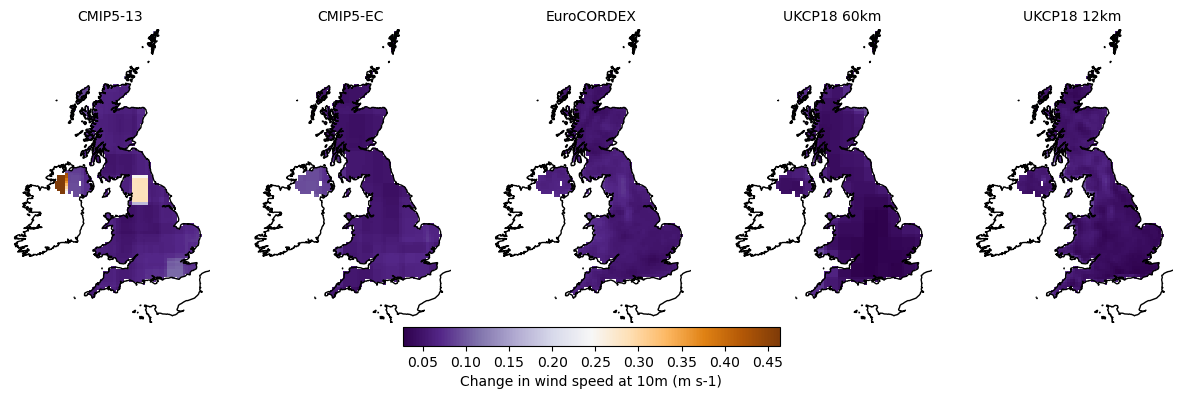 CMIP5-13
CMIP5-EC
EuroCORDEX
UKCP18 60km
UKCP18 12km
0.05 0.10 0.15 0.20 0.25 0.30 0.35 0.40 0.45
Change in wind speed at 10m (m s-1)